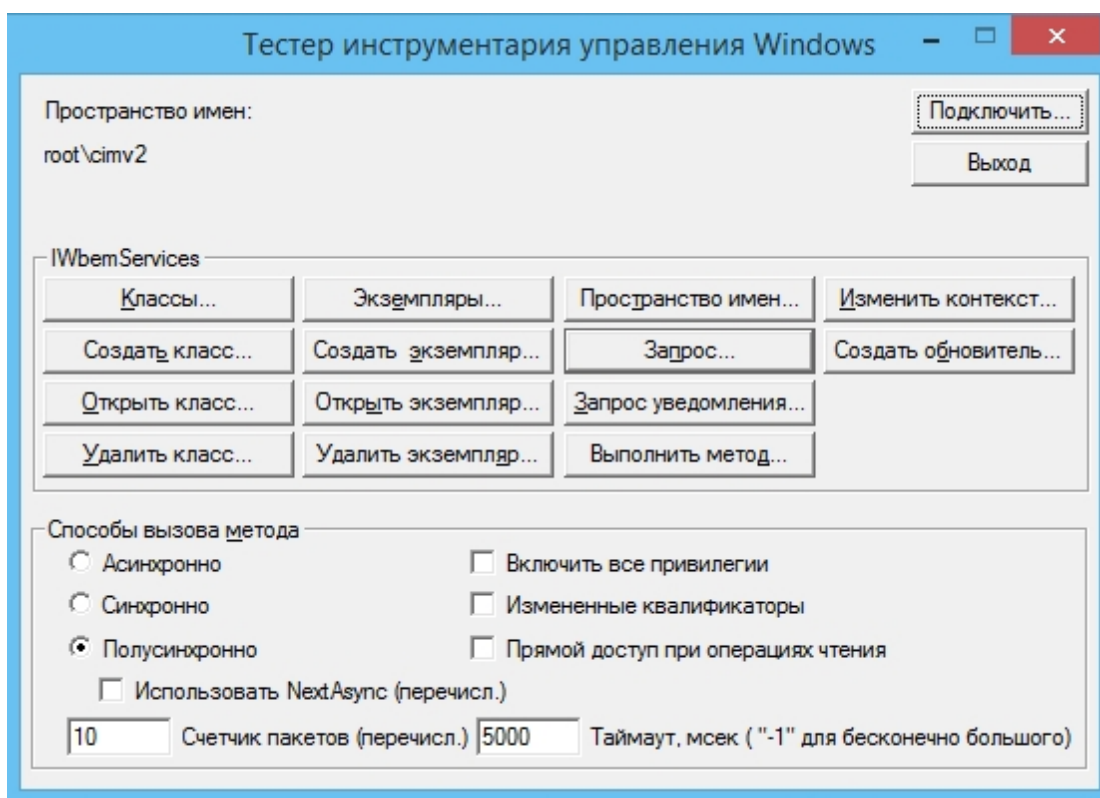 Тестер инструментария управления Windows
Пространство имен:
Подключить...
root\cimv2
Выход
IWbemServices
Классы...
Экземпляры...
Пространство имен...
Изменить контекст...
Создать класс...
Создать экземпляр...
Запрос...
Создать обновитель...
Открыть класс...
Открыть экземпляр...
Запрос уведомления...
Удалить класс...
Удалить экземпляр...
Выполнить метод...
Способы вызова метода
Асинхронно
Включить все привилегии
Синхронно
Измененные квалификаторы
Полусинхронно
Прямой доступ при операциях чтения
Использовать NextAsync (перечисл.)
10 Счетчик пакетов (перечисл.) 5000 Таймаут, мсек ( "-1" для бесконечно большого)